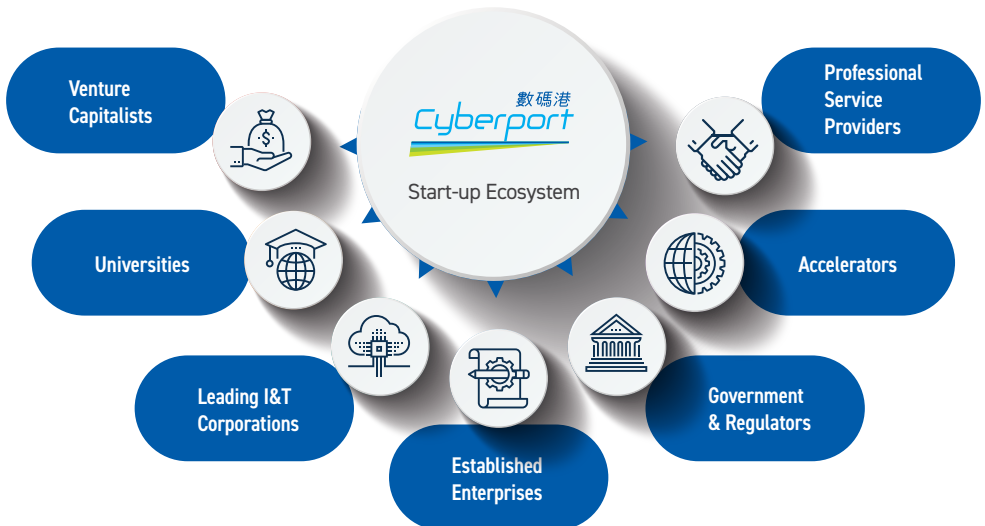 數碼港
Cyberport
Start-up Ecosystem
Venture
Capitalists
Universities
Leading I&T
Corporations
Established
Enterprises
Government
& Regulators
Accelerators
Professional
Service
Providers
$